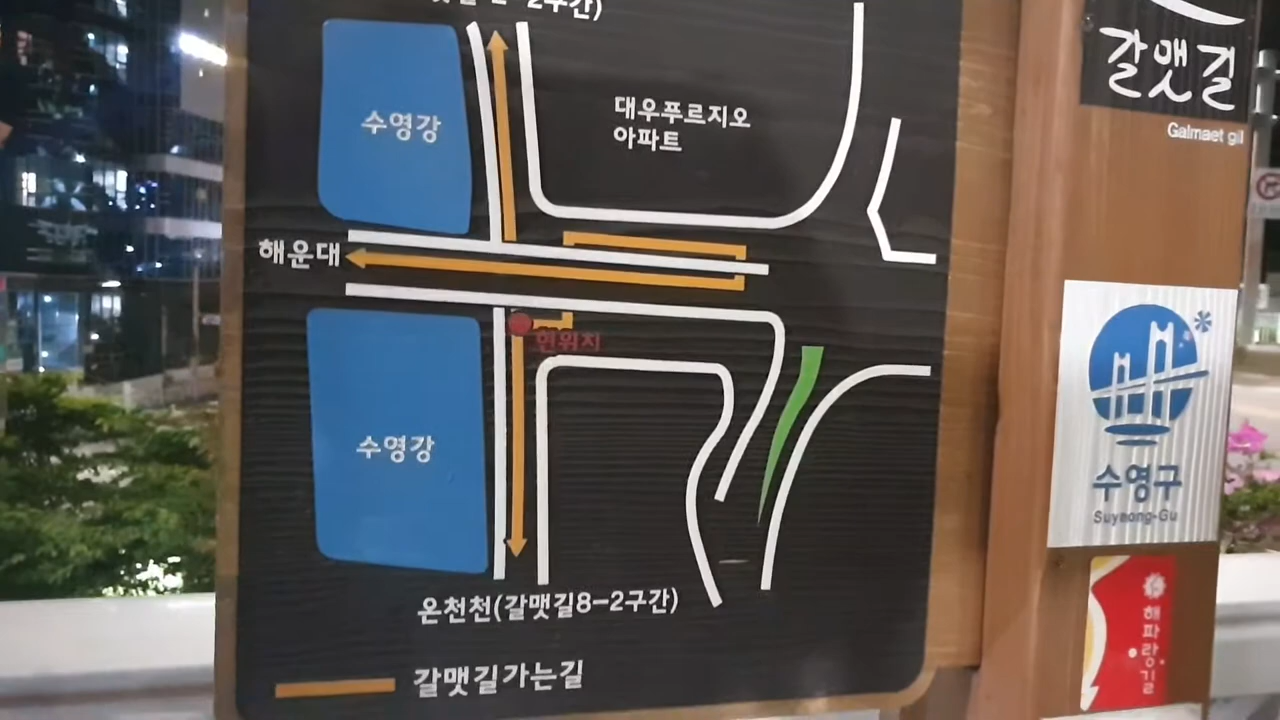 2구간)
수영강
대우푸르지오
아파트
해운대
현위치
수영강
온천천(갈맷길8-2구간)
갈맷길가는길
갈맷길
Galmaet gil
수영구
Suyeong-Gu
해파랑길